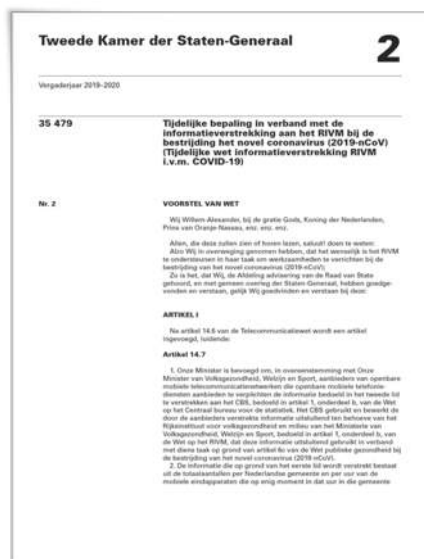 Tweede Kamer der Staten-Generaal
2
Vergaderjaar 2019–2020
35 479
Tijdelijke bepaling in verband met de
informatieverstrekking aan het RIVM bij de
bestrijding het novel coronavirus (2019-nCoV)
(Tijdelijke wet informatieverstrekking RIVM
i.v.m. COVID-19)
Nr. 2
VOORSTEL VAN WET
Wij Willem-Alexander, bij de gratie Gods, Koning der Nederlanden,
Prins van Oranje-Nassau, enz. enz. enz.
Allen, die deze zullen zien of horen lezen, saluut! doen te weten:
Alzo Wij in overweging genomen hebben, dat het wenselijk is het RIVM
te ondersteunen in haar taak om werkzaamheden te verrichten bij de
bestrijding van het novel coronavirus (2019-nCoV);
Zo is het, dat Wij, de Afdeling advisering van de Raad van State
gehoord, en met gemeen overleg der Staten-Generaal, hebben goedge-
vonden en verstaan, gelijk Wij goedvinden en verstaan bij deze:
ARTIKEL I
Na artikel 14.6 van de Telecommunicatiewet wordt een artikel
ingevoegd, luidende:
Artikel 14.7
1. Onze Minister is bevoegd om, in overeenstemming met Onze
Minister van Volksgezondheid, Welzijn en Sport, aanbieders van openbare
mobiele telecommunicatienetwerken die openbare mobiele telefonie-
diensten aanbieden te verplichten de informatie bedoeld in het tweede lid
te verstrekken aan het CBS, bedoeld in artikel 1, onderdeel b, van de Wet
op het Centraal bureau voor de statistiek. Het CBS gebruikt en bewerkt de
door de aanbieders verstrekte informatie uitsluitend ten behoeve van het
Rijksinstituut voor volksgezondheid en milieu van het Ministerie van
Volksgezondheid, Welzijn en Sport, bedoeld in artikel 1, onderdeel b, van
de Wet op het RIVM, dat deze informatie uitsluitend gebruikt in verband
met diens taak op grond van artikel 6c van de Wet publieke gezondheid bij
de bestrijding van het novel coronavirus (2019-nCoV).
2. De informatie die op grond van het eerste lid wordt verstrekt bestaat
uit de totaalaantallen per Nederlandse gemeente en per uur van de
mobiele eindapparaten die op enig moment in dat uur in die gemeente